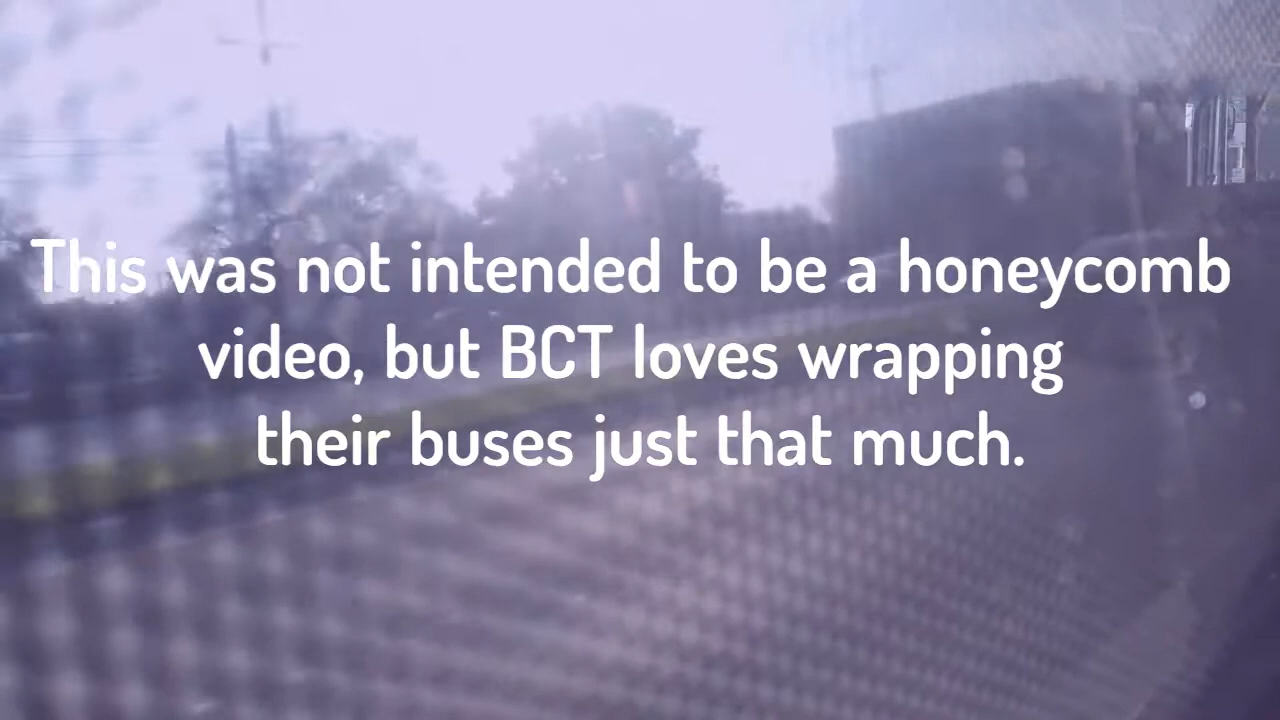 This was not intended to be a honeycomb
video, but BCT loves wrapping
their buses just that much.